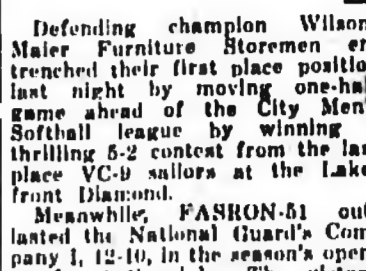 Defending champion Wilson
Maier Furniture Storemen en
trenched their first place positio
last night by moving one-hal
game ahead of the City Men'
Softball league by winning
thrilling 5-2 contest from the las
place VC-9 sailors at the Lake
front Diamond.
Meanwhile, FASRON-51 out
lasted the National Guard's Com
pany I, 12-10, in the season's open